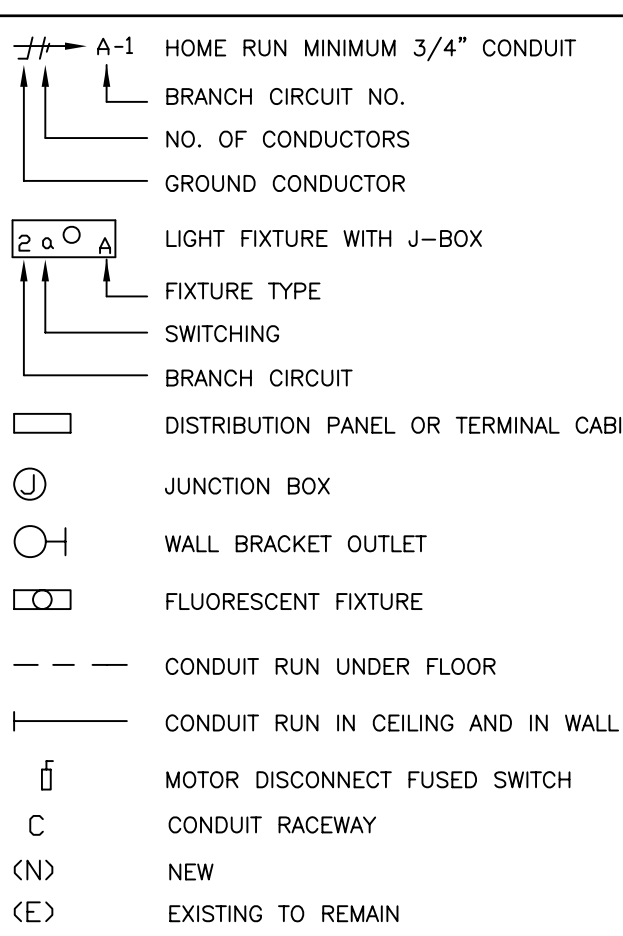 A-1 HOME RUN MINIMUM 3/4" CONDUIT
BRANCH CIRCUIT NO.
NO. OF CONDUCTORS
GROUND CONDUCTOR
2 a A LIGHT FIXTURE WITH J-BOX
FIXTURE TYPE
SWITCHING
BRANCH CIRCUIT
DISTRIBUTION PANEL OR TERMINAL CABI
J JUNCTION BOX
WALL BRACKET OUTLET
FLUORESCENT FIXTURE
CONDUIT RUN UNDER FLOOR
CONDUIT RUN IN CEILING AND IN WALL
MOTOR DISCONNECT FUSED SWITCH
C CONDUIT RACEWAY
(N) NEW
(E) EXISTING TO REMAIN